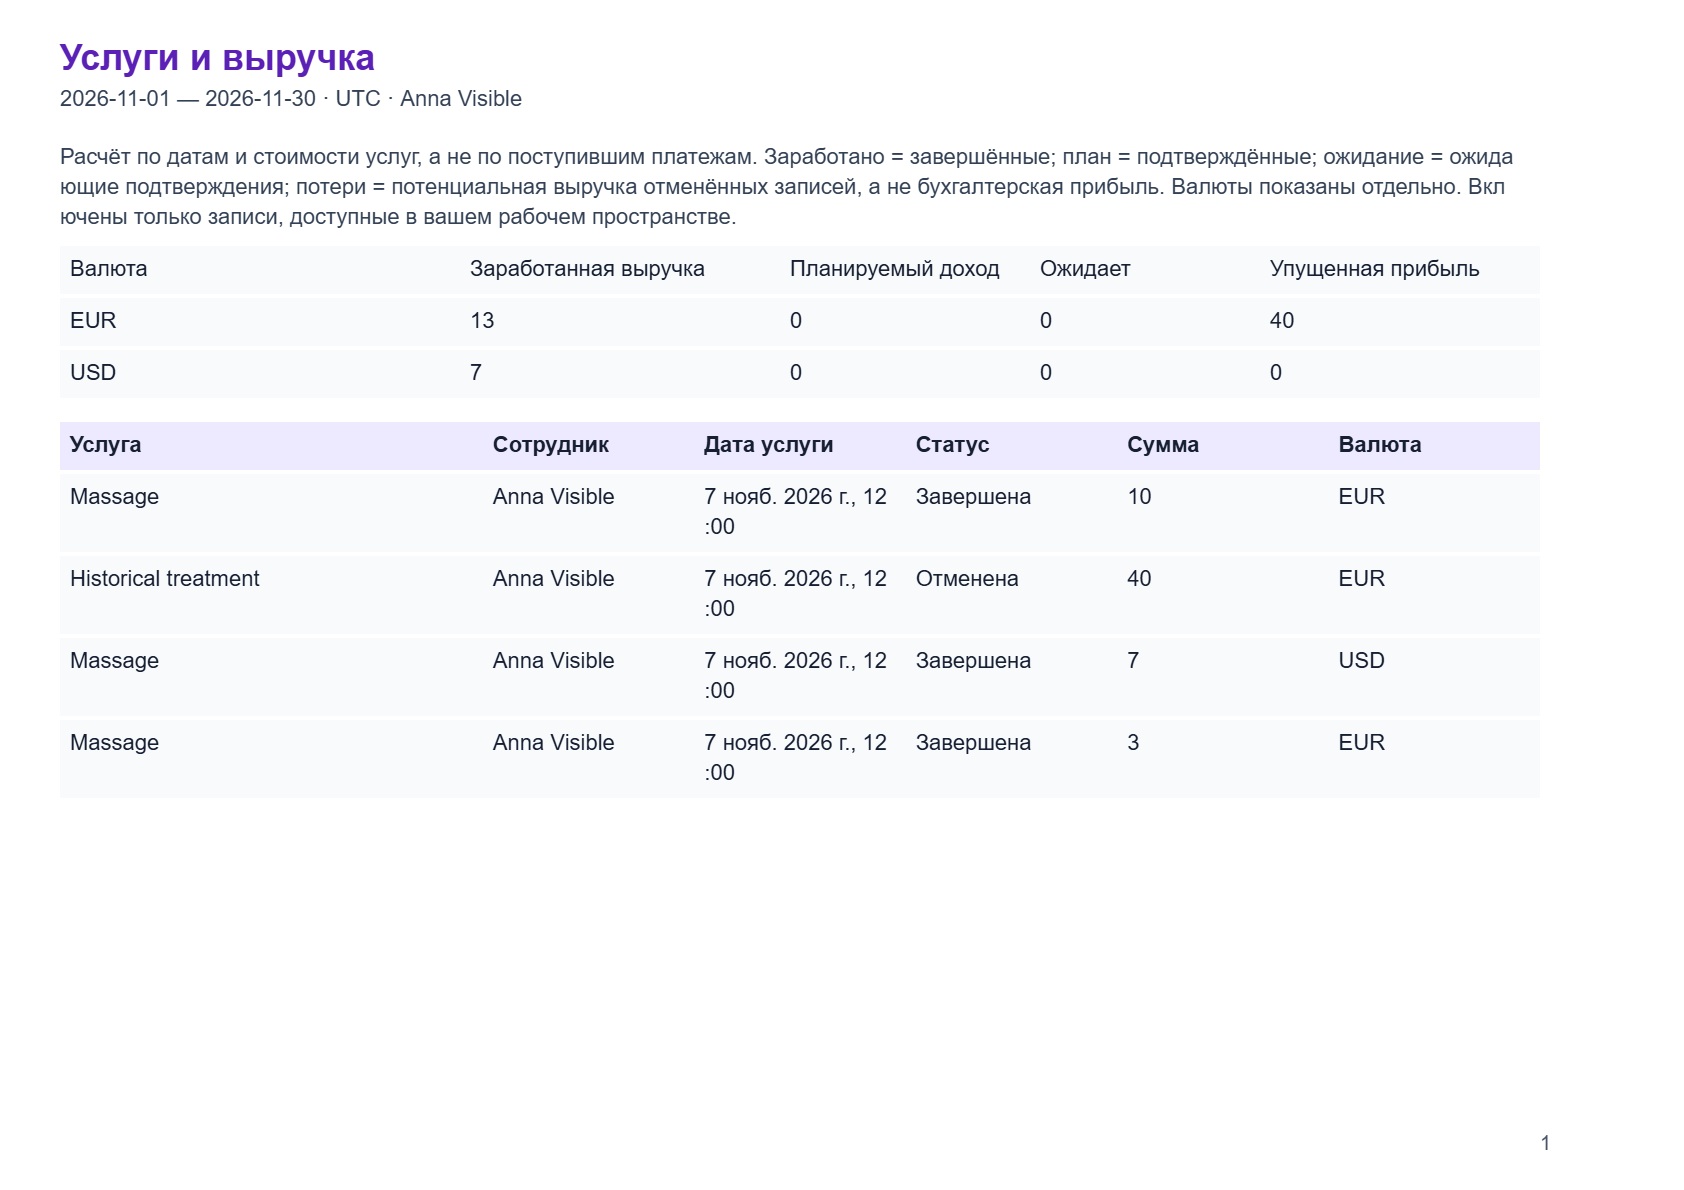 Услуги и выручка
2026-11-01 — 2026-11-30 · UTC · Anna Visible
Расчёт по датам и стоимости услуг, а не по поступившим платежам. Заработано = завершённые; план = подтверждённые; ожидание = ожида
ющие подтверждения; потери = потенциальная выручка отменённых записей, а не бухгалтерская прибыль. Валюты показаны отдельно. Вкл
ючены только записи, доступные в вашем рабочем пространстве.
Валюта Заработанная выручка Планируемый доход Ожидает Упущенная прибыль
EUR 13 0 0 40
USD 7 0 0 0
Услуга Сотрудник Дата услуги Статус Сумма Валюта
Massage Anna Visible 7 нояб. 2026 г., 12 Завершена 10 EUR
:00
Historical treatment Anna Visible 7 нояб. 2026 г., 12 Отменена 40 EUR
:00
Massage Anna Visible 7 нояб. 2026 г., 12 Завершена 7 USD
:00
Massage Anna Visible 7 нояб. 2026 г., 12 Завершена 3 EUR
:00
1